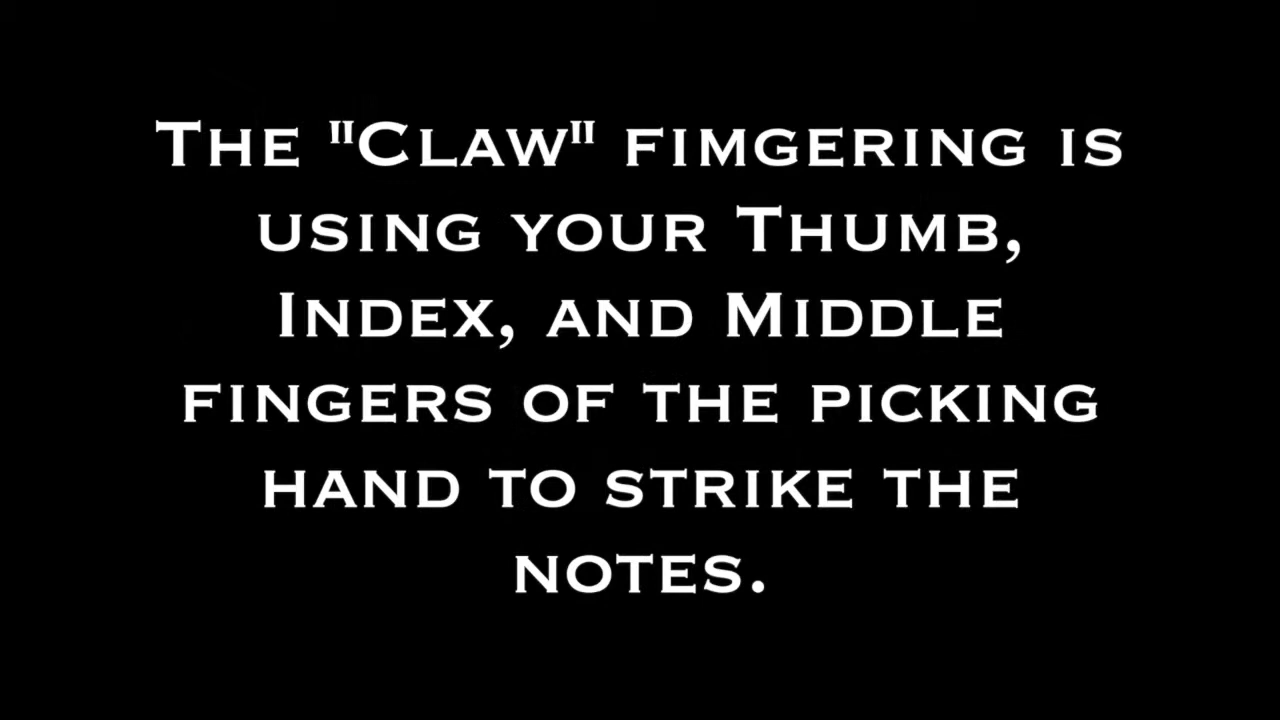 The "Claw" fimgering is
using your Thumb,
Index, and Middle
fingers of the picking
hand to strike the
notes.